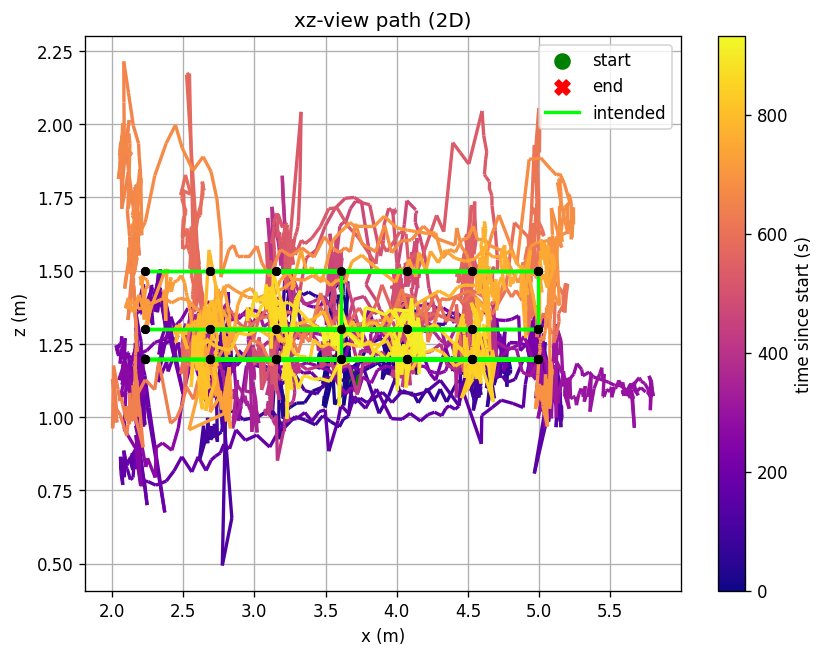 xz-view path (2D)
start
end
intended
2.25
2.00
1.75
1.50
1.25
1.00
0.75
0.50
z (m)
2.0 2.5 3.0 3.5 4.0 4.5 5.0 5.5
x (m)
800
600
400
200
0
time since start (s)